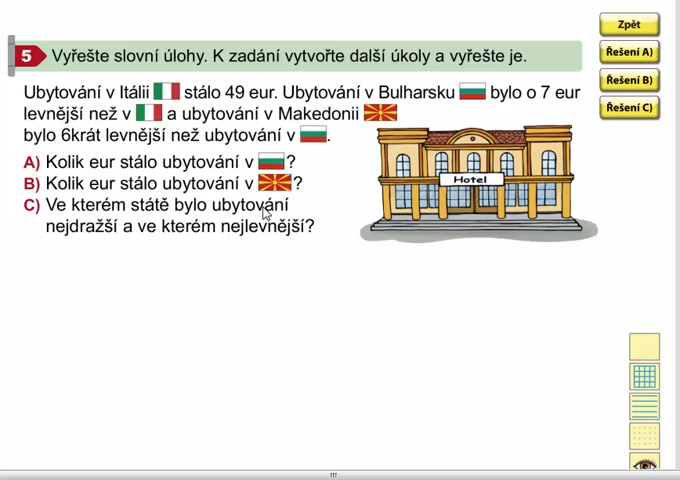 Zpět
5 Vyřešte slovní úlohy. K zadání vytvořte další úkoly a vyřešte je.
Řešení A)
Řešení B)
Řešení C)
Ubytování v Itálii stálo 49 eur. Ubytování v Bulharsku bylo o 7 eur
levnější než v a ubytování v Makedonii
bylo 6krát levnější než ubytování v .
A) Kolik eur stálo ubytování v ?
B) Kolik eur stálo ubytování v ?
C) Ve kterém státě bylo ubytování
nejdražší a ve kterém nejlevnější?
Hotel